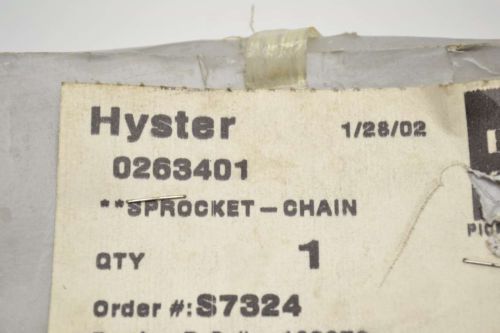 Hyster
1/28/02
0263401
**SPROCKET-CHAIN
QTY 1
Order #:S7324